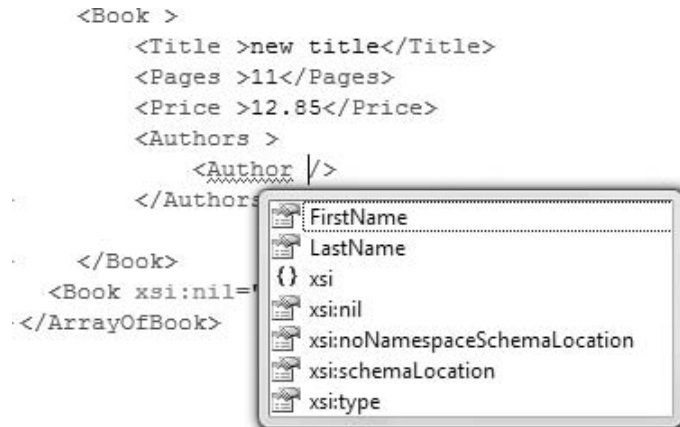 <Book >
<Title >new title</Title>
<Pages >11</Pages>
<Price >12.85</Price>
<Authors >
<Author />
</Authors
</Book>
<Book xsi:nil="
</ArrayOfBook>
FirstName
LastName
{} xsi
xsi:nil
xsi:noNamespaceSchemaLocation
xsi:schemaLocation
xsi:type